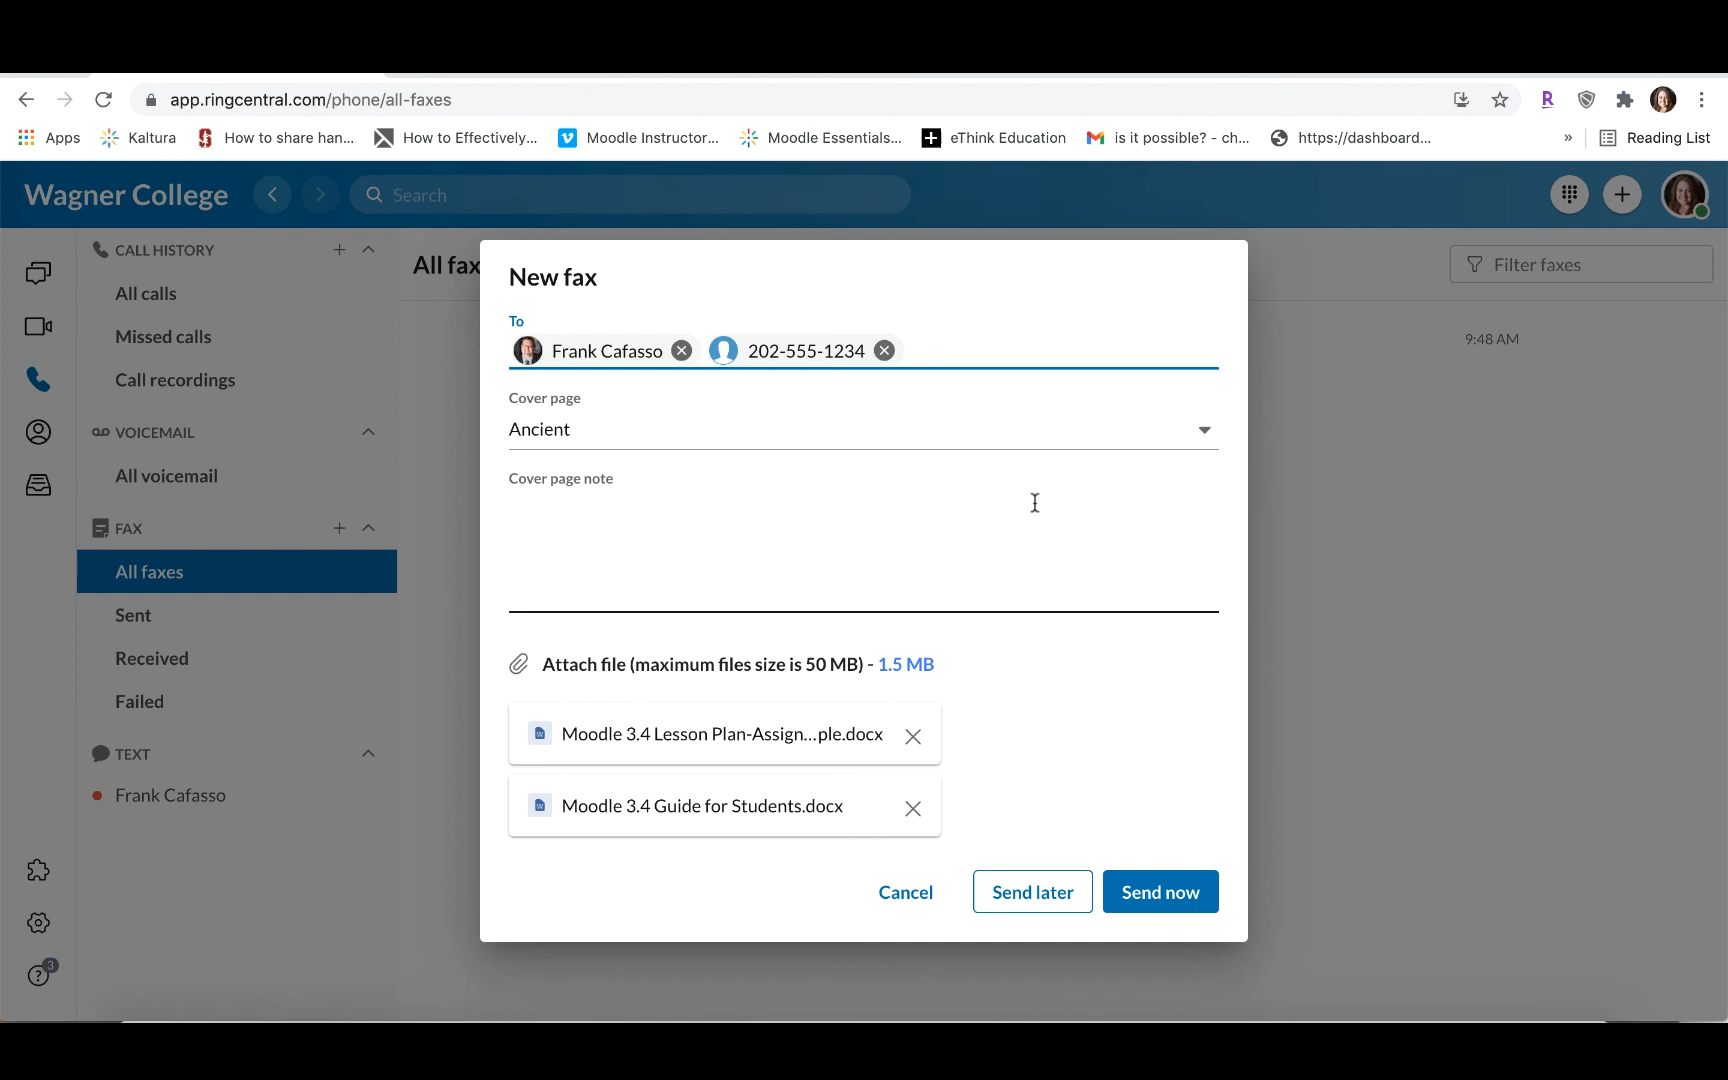 app.ringcentral.com/phone/all-faxes
R
Apps
Kaltura
How to share han...
How to Effectively...
Moodle Instructor...
Moodle Essentials...
eThink Education
is it possible? - ch...
https://dashboard...
»
Reading List
Wagner College
Search
CALL HISTORY
All calls
Missed calls
Call recordings
VOICEMAIL
All voicemail
FAX
All faxes
Sent
Received
Failed
TEXT
Frank Cafasso
3
All fax
Filter faxes
9:48 AM
New fax
To
Frank Cafasso
202-555-1234
Cover page
Ancient
Cover page note
Attach file (maximum files size is 50 MB) - 1.5 MB
Moodle 3.4 Lesson Plan-Assign...ple.docx
Moodle 3.4 Guide for Students.docx
Cancel
Send later
Send now